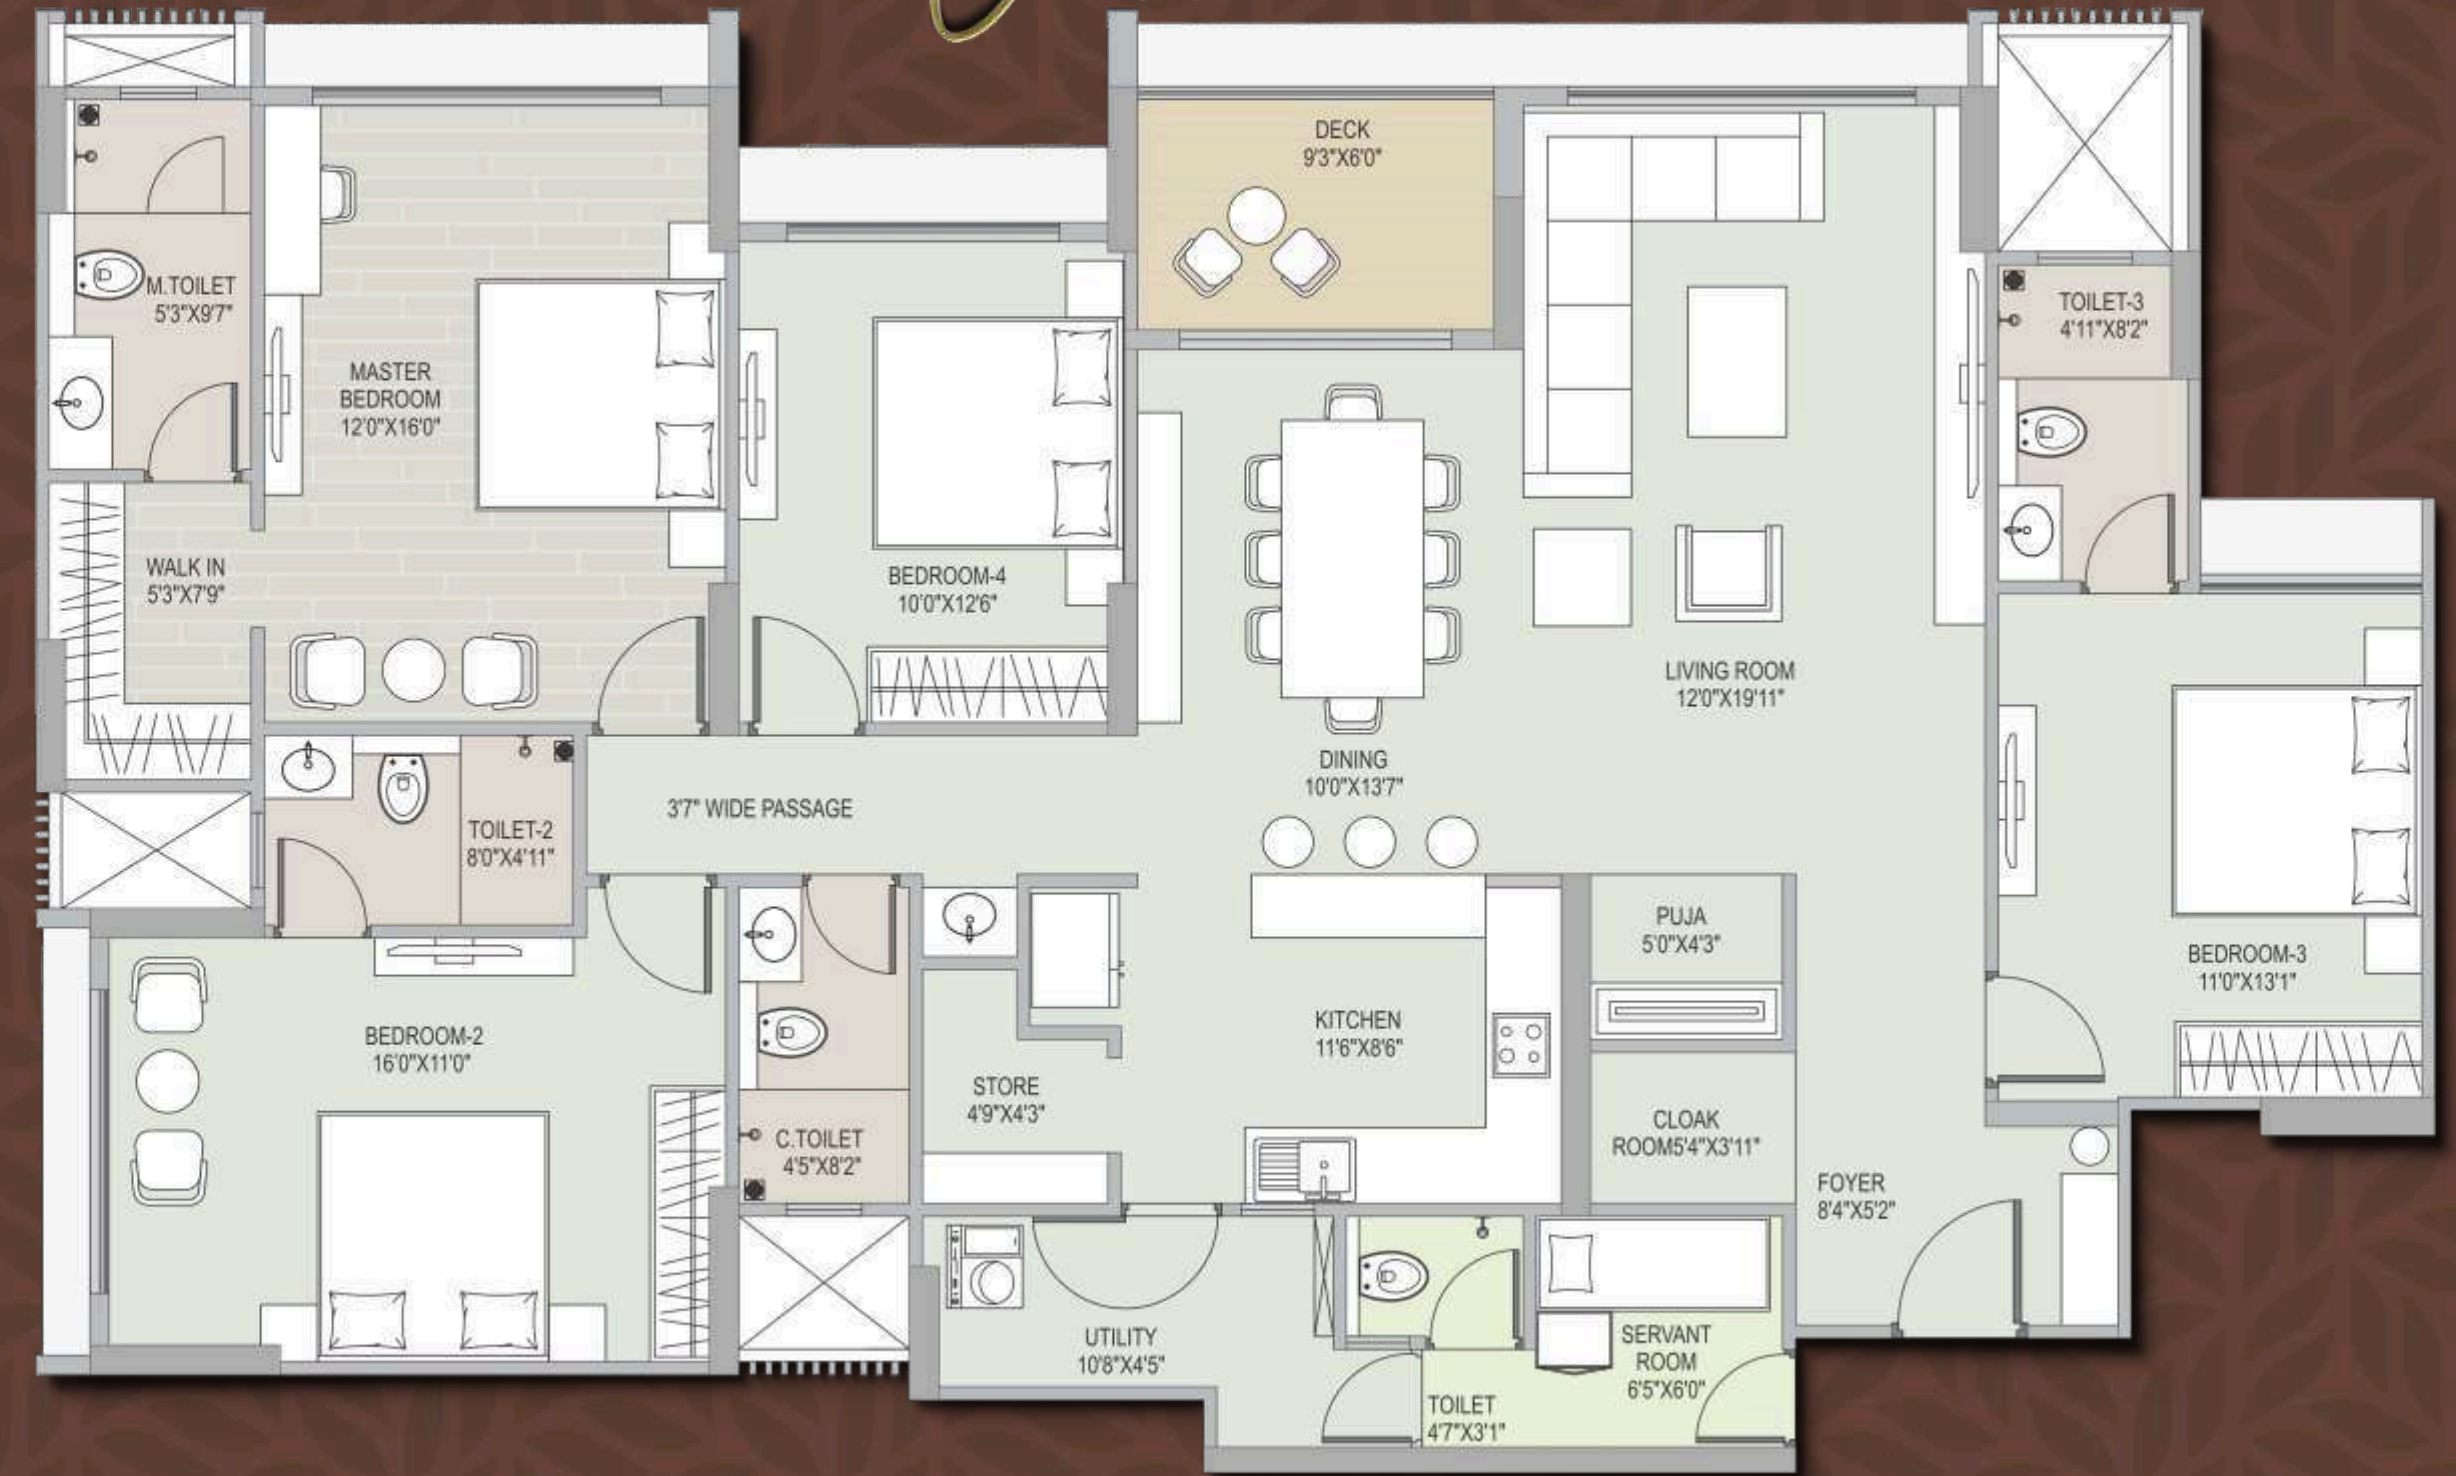 DECK
9'3"X6'0"
M.TOILET
5'3"X9'7"
TOILET-3
4'11"X8'2"
MASTER
BEDROOM
12'0"X16'0"
WALK IN
5'3"X7'9"
BEDROOM-4
10'0"X12'6"
LIVING ROOM
12'0"X19'11"
DINING
10'0"X13'7"
3'7" WIDE PASSAGE
TOILET-2
8'0"X4'11"
PUJA
5'0"X4'3"
BEDROOM-3
11'0"X13'1"
BEDROOM-2
16'0"X11'0"
KITCHEN
11'6"X8'6"
STORE
4'9"X4'3"
C.TOILET
4'5"X8'2"
CLOAK
ROOM5'4"X3'11"
FOYER
8'4"X5'2"
UTILITY
10'8"X4'5"
SERVANT
ROOM
6'5"X6'0"
TOILET
4'7"X3'1"